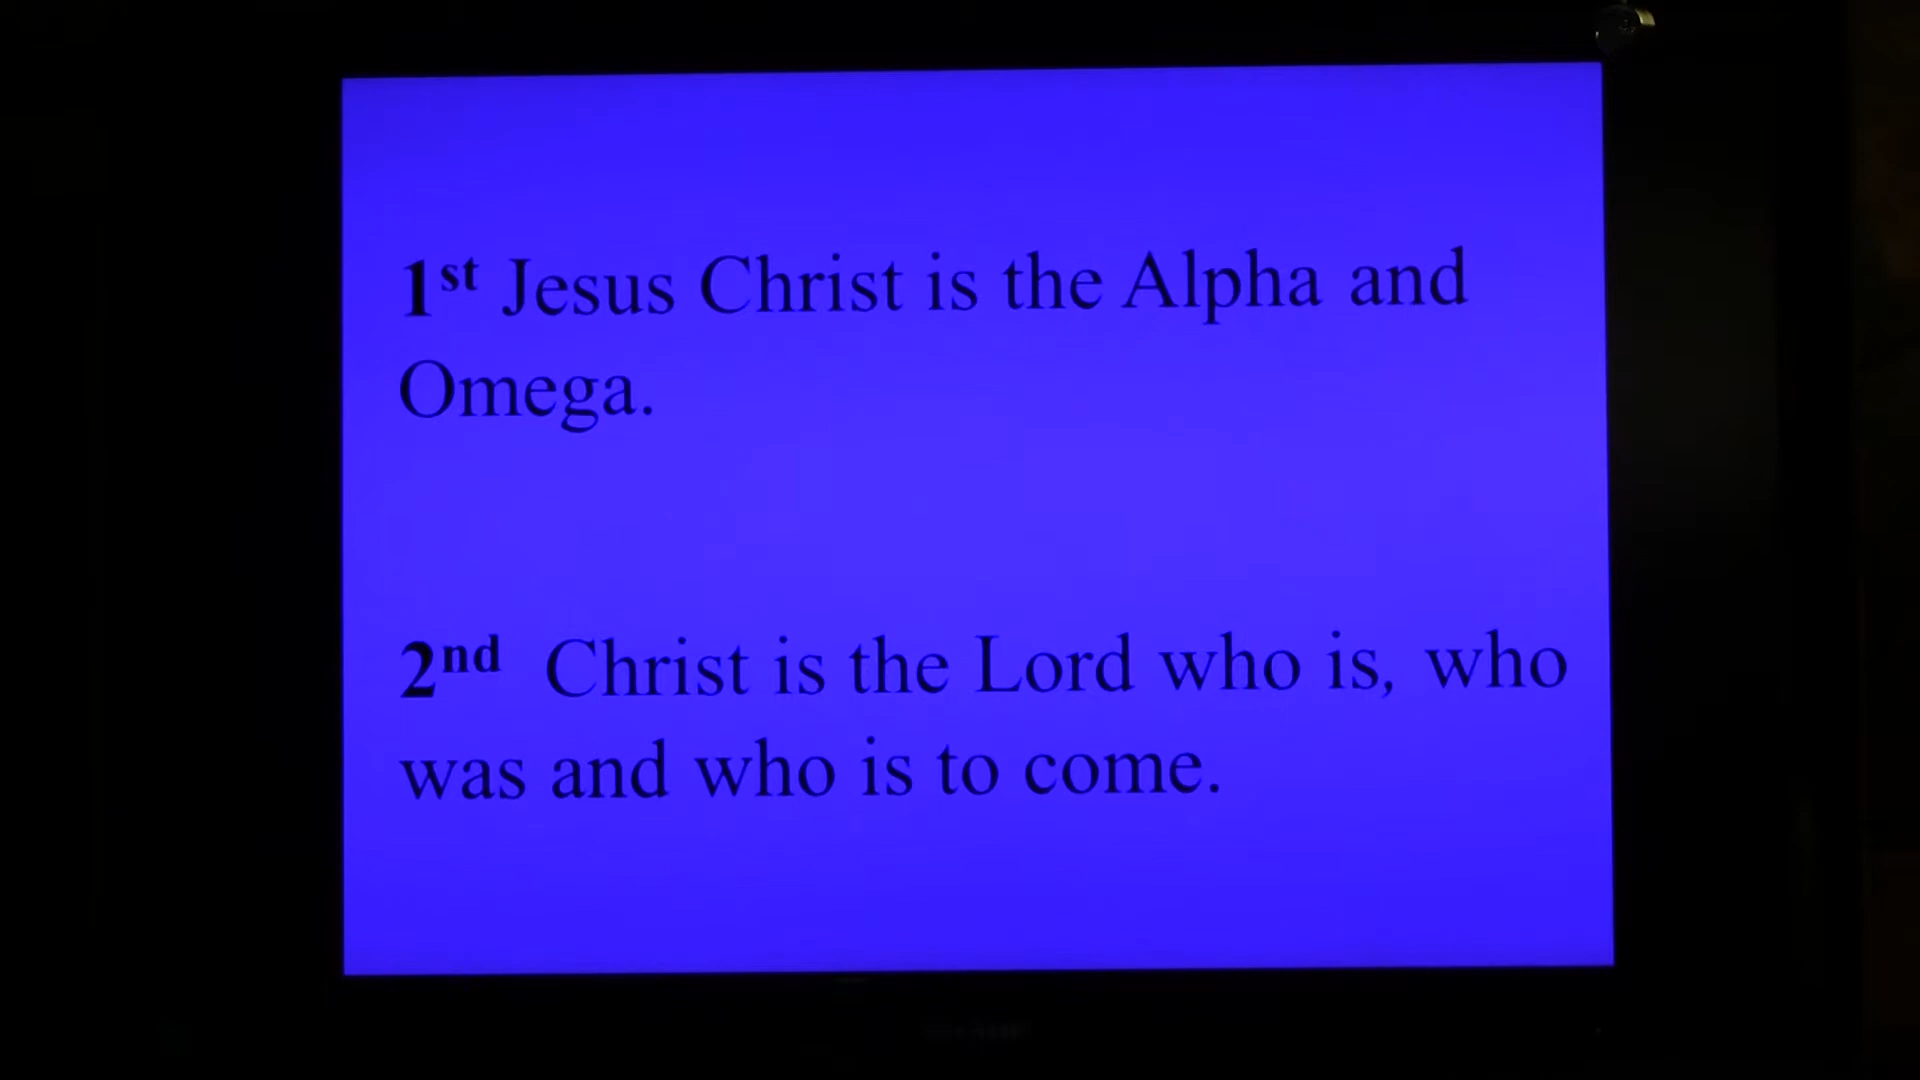 1st Jesus Christ is the Alpha and
Omega.
2nd Christ is the Lord who is, who
was and who is to come.